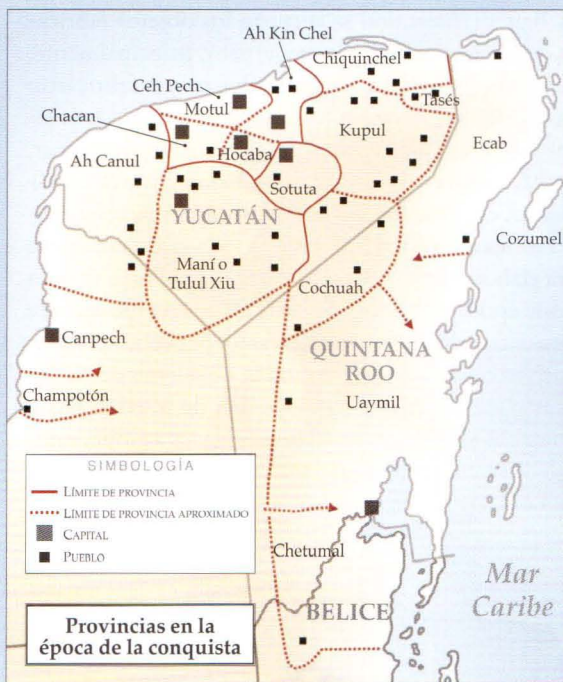 Ah Kin Chel
Chiquinchel
Ceh Pech
Motul
Tasés
Chacan
Kupul
Ecab
Ah Canul
Hocaba
Sotuta
YUCATÁN
Cozumel
Maní o
Tulul Xiu
Cochuah
Canpech
QUINTANA
ROO
Champotón
Uaymil
SIMBOLOGÍA
LÍMITE DE PROVINCIA
LÍMITE DE PROVINCIA APROXIMADO
CAPITAL
PUEBLO
Chetumal
Mar
Caribe
BELICE
Provincias en la
época de la conquista